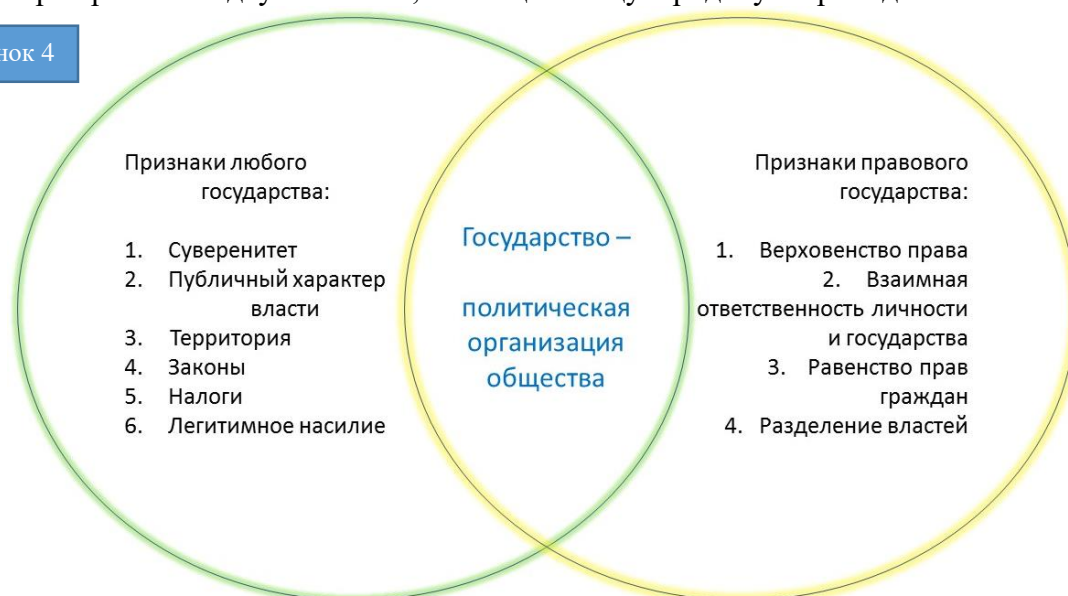 нок 4
Признаки любого
государства:
1. Суверенитет
2. Публичный характер
власти
3. Территория
4. Законы
5. Налоги
6. Легитимное насилие
Государство –
политическая
организация
общества
Признаки правового
государства:
1. Верховенство права
2. Взаимная
ответственность личности
и государства
3. Равенство прав
граждан
4. Разделение властей